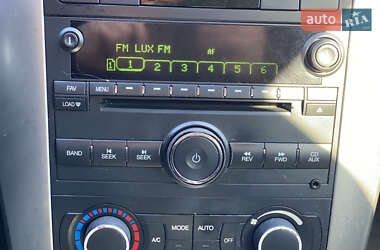 auto RIA
FM LUX FM AF
1 1 2 3 4 5 6
FAV MENU
LOAD
BAND SEEK SEEK REV FWD CD AUX
MODE AUTO
A/C OFF